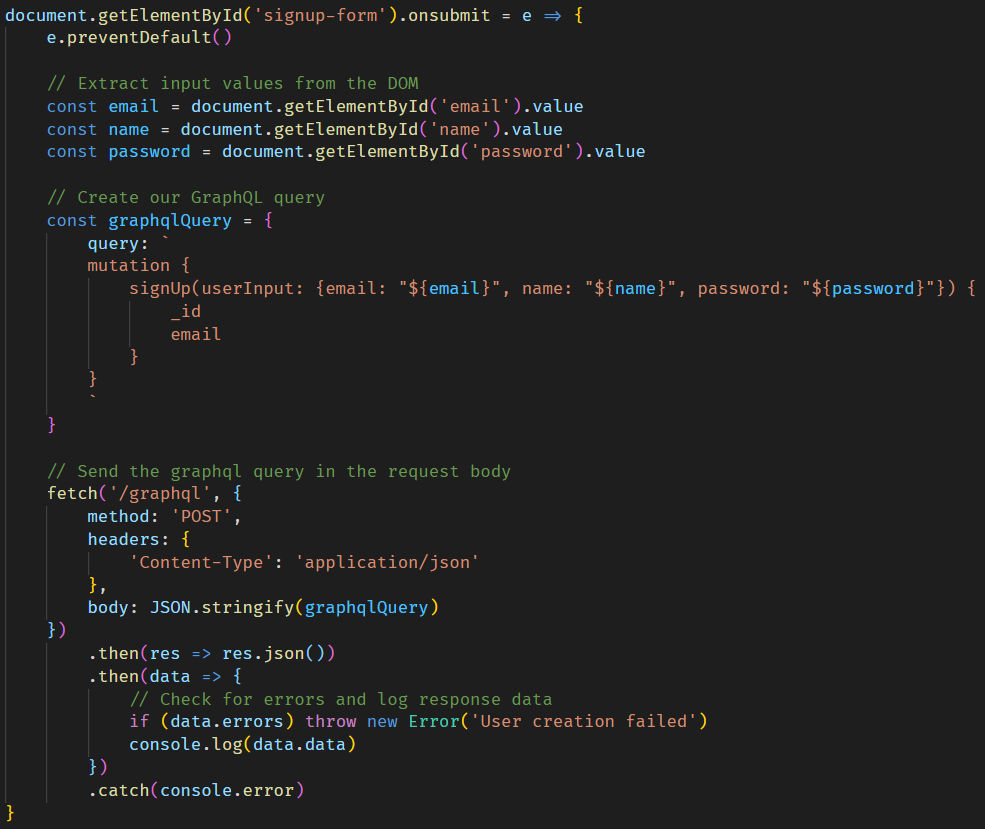 document.getElementById('signup-form').onsubmit = e => {
    e.preventDefault()

    // Extract input values from the DOM
    const email = document.getElementById('email').value
    const name = document.getElementById('name').value
    const password = document.getElementById('password').value

    // Create our GraphQL query
    const graphqlQuery = {
        query: `
        mutation {
            signUp(userInput: {email: "${email}", name: "${name}", password: "${password}"}) {
                _id
                email
            }
        }
        `
    }

    // Send the graphql query in the request body
    fetch('/graphql', {
        method: 'POST',
        headers: {
            'Content-Type': 'application/json'
        },
        body: JSON.stringify(graphqlQuery)
    })
        .then(res => res.json())
        .then(data => {
            // Check for errors and log response data
            if (data.errors) throw new Error('User creation failed')
            console.log(data.data)
        })
        .catch(console.error)
}